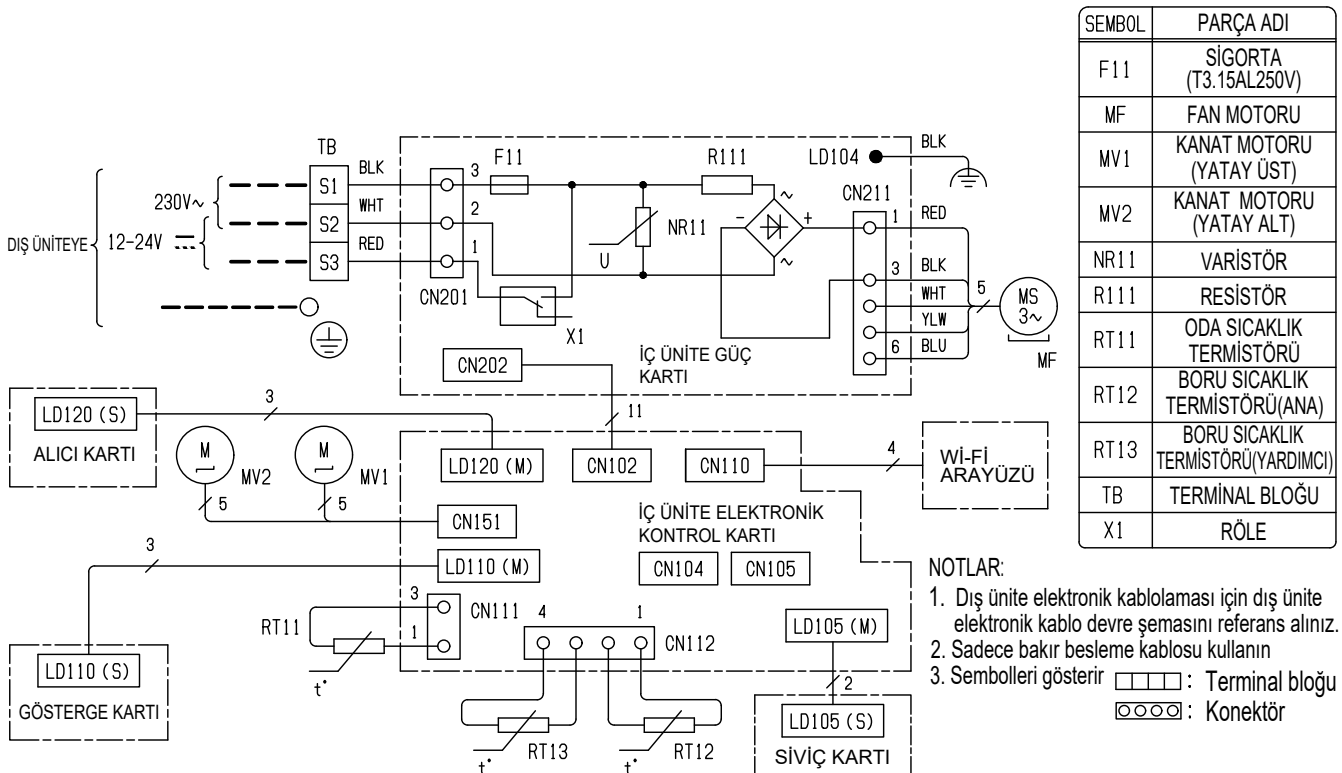 SEMBOL PARÇA ADI
F11 SİGORTA
(T3.15AL250V)
MF FAN MOTORU
MV1 KANAT MOTORU
(YATAY ÜST)
MV2 KANAT MOTORU
(YATAY ALT)
NR11 VARİSTÖR
R111 RESİSTÖR
RT11 ODA SICAKLIK
TERMİSTÖRÜ
RT12 BORU SICAKLIK
TERMİSTÖRÜ(ANA)
RT13 BORU SICAKLIK
TERMİSTÖRÜ(YARDIMCI)
TB TERMİNAL BLOĞU
X1 RÖLE
TB
DIŞ ÜNİTEYE
230V~
12-24V
S1
S2
S3
BLK
WHT
RED
3
2
1
CN201
F11
R111
LD104
BLK
NR11
U
X1
~
-
+
~
CN211
1
3
6
RED
BLK
WHT
YLW
BLU
5
MS
3~
MF
İÇ ÜNİTE GÜÇ
KARTI
CN202
11
LD120 (S)
ALICI KARTI
3
M
MV2
5
M
MV1
5
LD120 (M)
CN102
CN110
4
Wİ-Fİ
ARAYÜZÜ
CN151
İÇ ÜNİTE ELEKTRONİK
KONTROL KARTI
LD110 (M)
CN104
CN105
3
LD110 (S)
GÖSTERGE KARTI
RT11
t°
3
1
CN111
4
1
CN112
RT13
t°
RT12
t°
LD105 (M)
2
LD105 (S)
SİVİÇ KARTI
NOTLAR:
1. Dış ünite elektronik kablolaması için dış ünite
elektronik kablo devre şemasını referans alınız.
2. Sadece bakır besleme kablosu kullanın
3. Sembolleri gösterir : Terminal bloğu
: Konektör